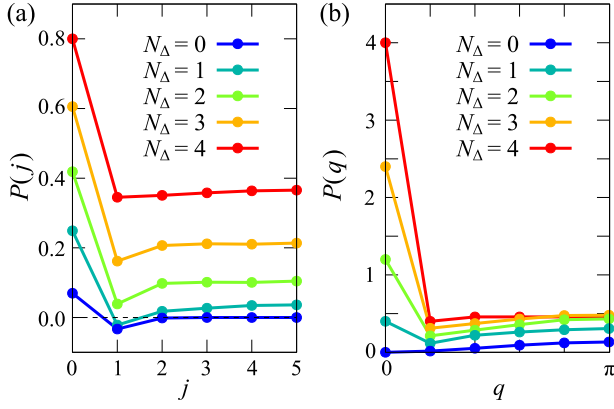 (a)
P(j)
0.8
0.6
0.4
0.2
0.0
N_Δ = 0
N_Δ = 1
N_Δ = 2
N_Δ = 3
N_Δ = 4
0 1 2 3 4 5
j
(b)
P(q)
4
2
1
0
N_Δ = 0
N_Δ = 1
N_Δ = 2
N_Δ = 3
N_Δ = 4
0 π
q